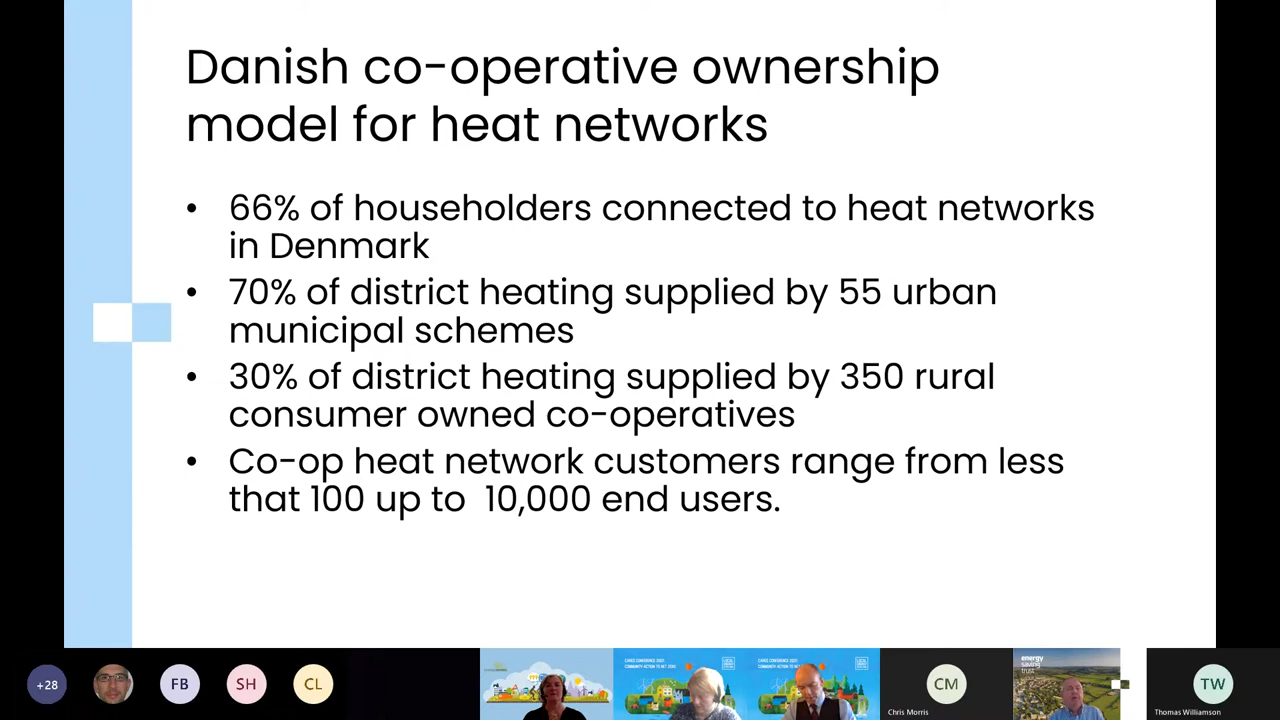 Danish co-operative ownership
model for heat networks
• 66% of householders connected to heat networks
in Denmark
• 70% of district heating supplied by 55 urban
municipal schemes
• 30% of district heating supplied by 350 rural
consumer owned co-operatives
• Co-op heat network customers range from less
that 100 up to 10,000 end users.
+28
FB
SH
CL
CM
Chris Morris
energy
saving
trust
TW
Thomas Williamson